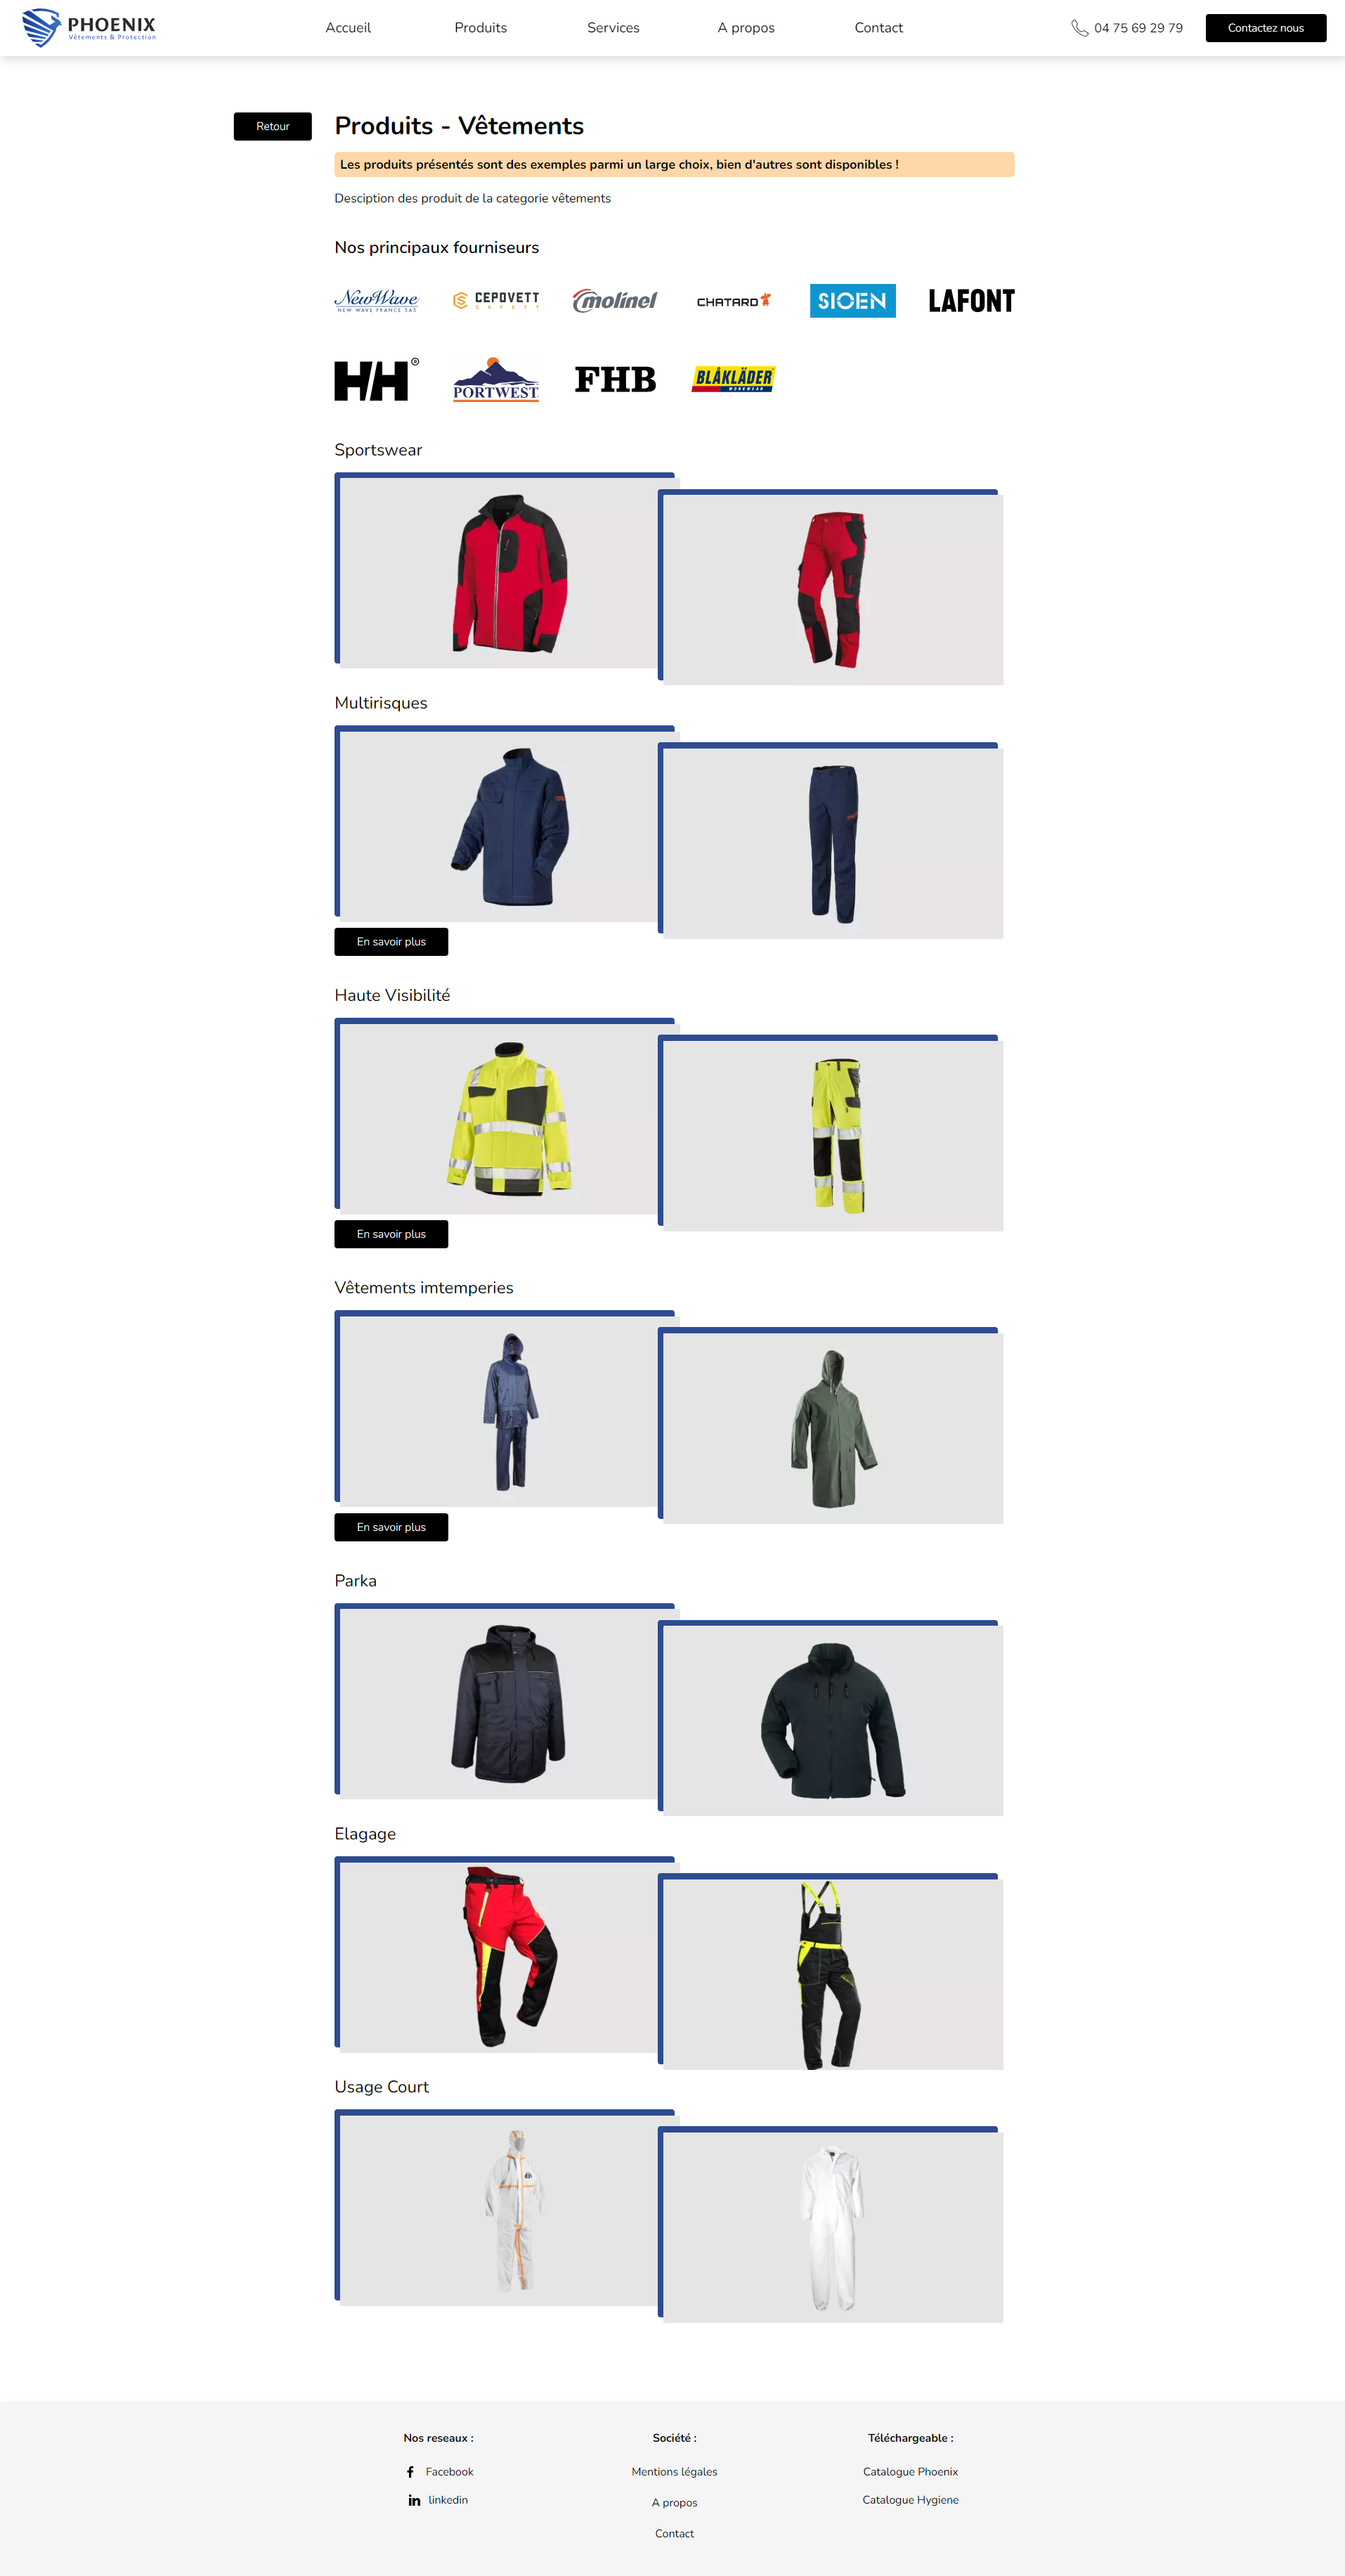 PHOENIX
Vêtements & Protection
Accueil
Produits
Services
A propos
Contact
04 75 69 29 79
Contactez nous
Retour
Produits - Vêtements
Les produits présentés sont des exemples parmi un large choix, bien d'autres sont disponibles !
Desciption des produit de la categorie vêtements
Nos principaux fourniseurs
NewWave
NEW WAVE FRANCE SAS
CEPOVETT
SAFETY
molinel
CHATARD
SIOEN
LAFONT
HH®
PORTWEST
FHB
BLÅKLÄDER
WORKWEAR
Sportswear
Multirisques
En savoir plus
Haute Visibilité
En savoir plus
Vêtements imtemperies
En savoir plus
Parka
Elagage
Usage Court
Nos reseaux :
Facebook
linkedin
Société :
Mentions légales
A propos
Contact
Téléchargeable :
Catalogue Phoenix
Catalogue Hygiene